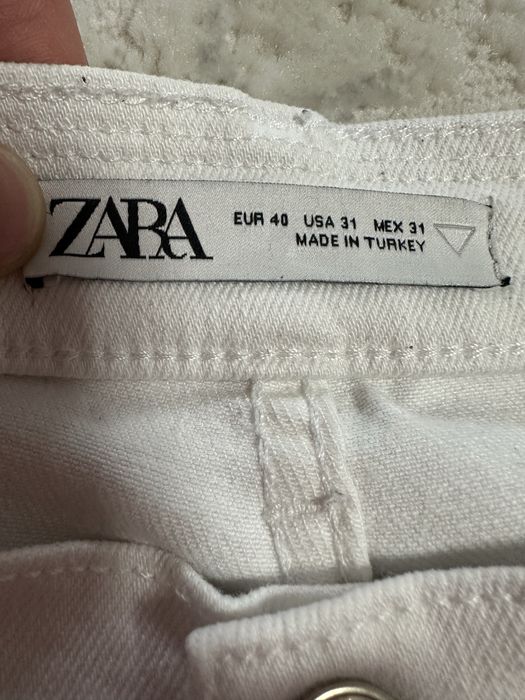 ZARA
EUR 40 USA 31 MEX 31
MADE IN TURKEY